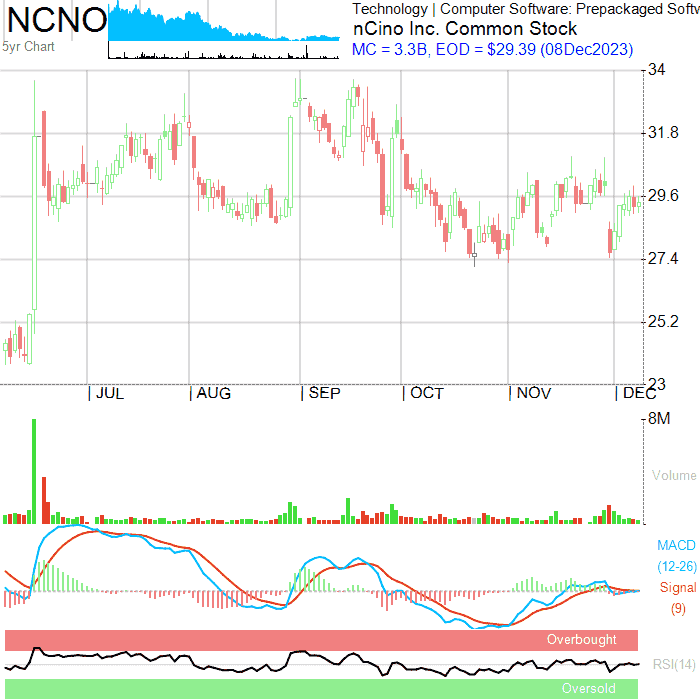 NCNO
5yr Chart
Technology | Computer Software: Prepackaged Softw
nCino Inc. Common Stock
MC = 3.3B, EOD = $29.39 (08Dec2023)
34
31.8
29.6
27.4
25.2
23
JUL AUG SEP OCT NOV DEC
8M
Volume
MACD
(12-26)
Signal
(9)
Overbought
RSI(14)
Oversold